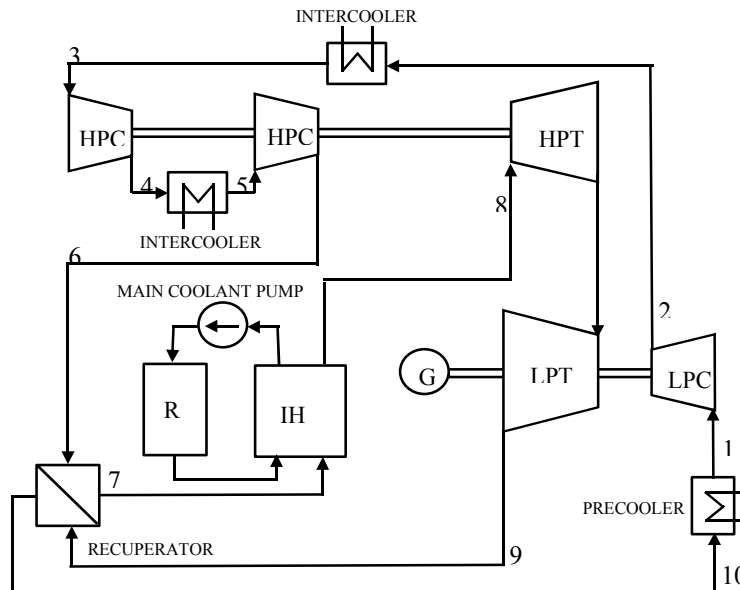 INTERCOOLER
3
HPC
HPC
HPT
4
5
INTERCOOLER
8
6
MAIN COOLANT PUMP
2
G
LPT
LPC
R
IH
1
7
PRECOOLER
RECUPERATOR
9
10